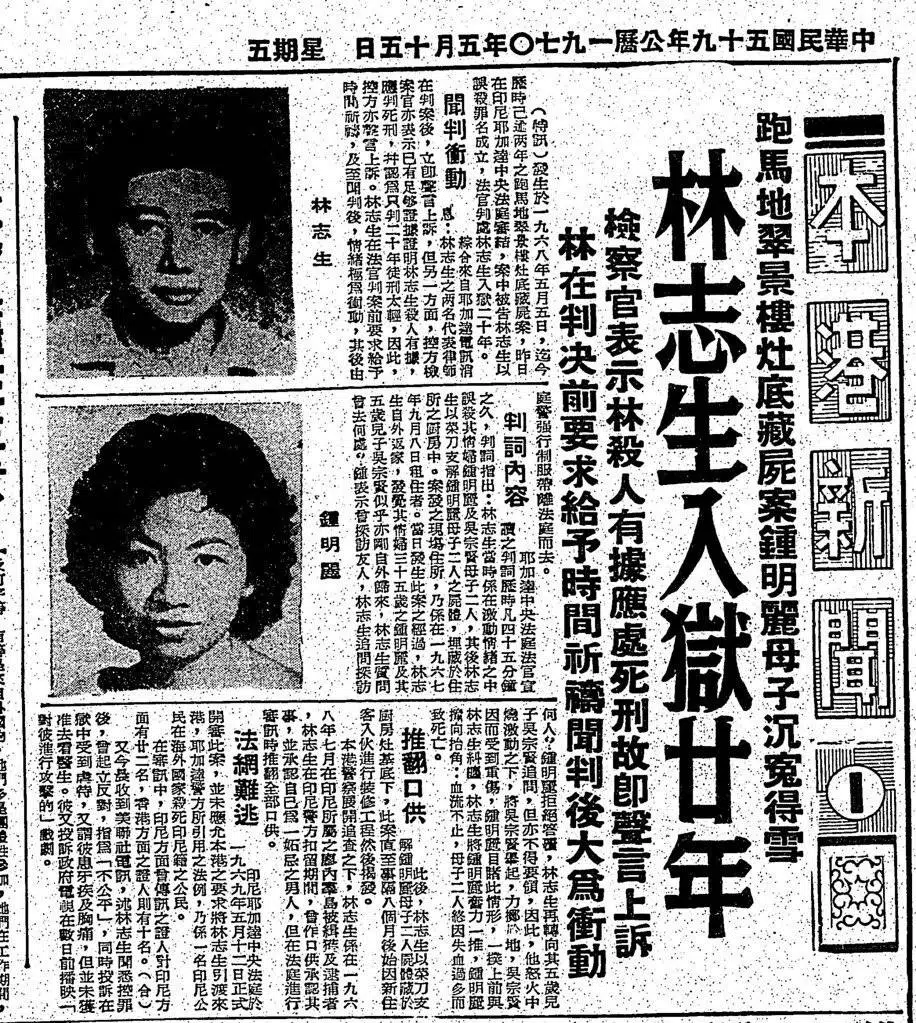 中華民國五十九年公曆一九七〇年五月十五日 星期五
本港新聞 1
跑馬地翠景樓灶底藏屍案鍾明麗母子沉寃得雪
林志生入獄廿年
檢察官表示林殺人有據應處死刑故卽聲言上訴
林在判决前要求給予時間祈禱聞判後大爲衝動
(特訊)發生於一九六八年五月五日,迄今
歷時已逾兩年之跑馬地翠景樓灶底藏屍案,昨日
在印尼耶加達中央法庭審結,案中被告林志生以
誤殺罪名成立,法官判處林志生入獄二十年。
聞判衝動
綜合來自耶加達電訊消
息:林志生之兩名代表律師
在判案後,立卽聲言上訴,但另一方面,控方檢
察官亦表示已有足够證據證明林志生殺人有據,
應判死刑,幷認爲只判二十年徒刑太輕,因此,
控方亦聲言上訴。林志生在法官判案前要求給予
時間祈禱,及至聞判後,情緒極爲衝動,其後由
林志生
庭警强行制服帶離法庭而去。
判詞內容
耶加達中央法庭法官宣
讀之判詞歷時凡四十五分鐘
之久,判詞指出:林志生當時係在激動情緒之中
誤殺其情婦鍾明麗及吳宗賢母子二人,其後林志
生以柴刀支解鍾明麗母子二人之屍體,埋藏於住
所之厨房中。案發之現場住所,乃係在一九六七
年九月八日租住者。當日發生此案之經過,林志
生自外返家,發覺其情婦三十五歲之鍾明麗及其
五歲兒子吳宗賢似乎亦剛自外歸來,林志生質問
曾去何處。鍾表示曾探訪友人,林志生追問探訪
鍾明麗
何人,鍾明麗拒絕答覆,林志生再轉向其五歲兒
子吳宗賢追問,但亦不得要領,因此,他怒火中
燒激動之下,將吳宗賢舉起,力擲於地,吳宗賢
因而受到重傷,鍾明麗目睹此情形,一撲上前與
林志生糾纏,林志生將鍾明麗奮力一推,鍾明麗
撞向抬角,血流不止,母子二人終因失血過多而
致死亡。
推翻口供
此後,林志生以柴刀支
解鍾明麗母子二人屍體藏於
厨房灶基底下,此案直至事隔八個月後始因新住
客入伙進行裝修工程然後揭發。
本港警察展開追查之下,林志生係在一九六
八年七月在印尼所屬之廖內羣島被緝獲及逮捕者
,林志生在印尼警方扣留期間,曾作口供承認其
事,並承認自己爲一妬忌之男人,但在法庭進行
審訊時推翻全部口供。
法網難逃
印尼耶加達中央法庭於
一九六九年五月十二日正式
開審此案,並未應允本港之要求將林志生引渡來
港,耶加達警方所引用之法例,乃係一名印尼公
民在海外國家殺死印尼籍之公民。
在審訊中,印尼方面曾傳訊之證人對印尼方
面有廿二名,香港方面之證人則有十名。(合)
又今晨收到美聯社電訊,述林志生聞悉控罪
後,曾起立反對,指爲「不公平」,同時投訴在
獄中受到虐待,又謂彼患牙疾及胸痛,但並未獲
准去看醫生。彼又投訴政府電視在數日前播映「
對彼進行攻擊的」戲劇。